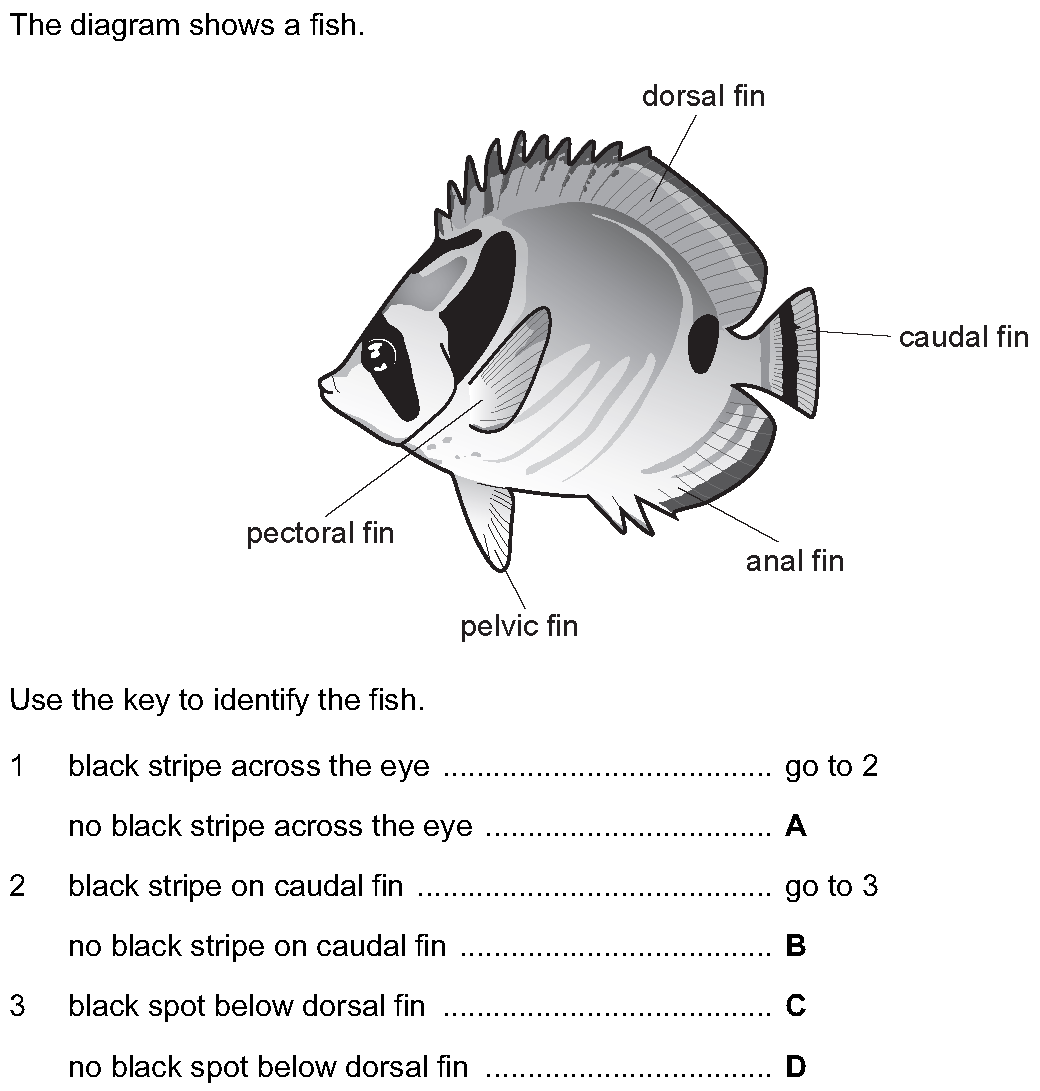 The diagram shows a fish.
dorsal fin
caudal fin
pectoral fin
anal fin
pelvic fin
Use the key to identify the fish.
1 black stripe across the eye ...................................... go to 2
no black stripe across the eye ................................. A
2 black stripe on caudal fin ......................................... go to 3
no black stripe on caudal fin .................................... B
3 black spot below dorsal fin ...................................... C
no black spot below dorsal fin ................................. D